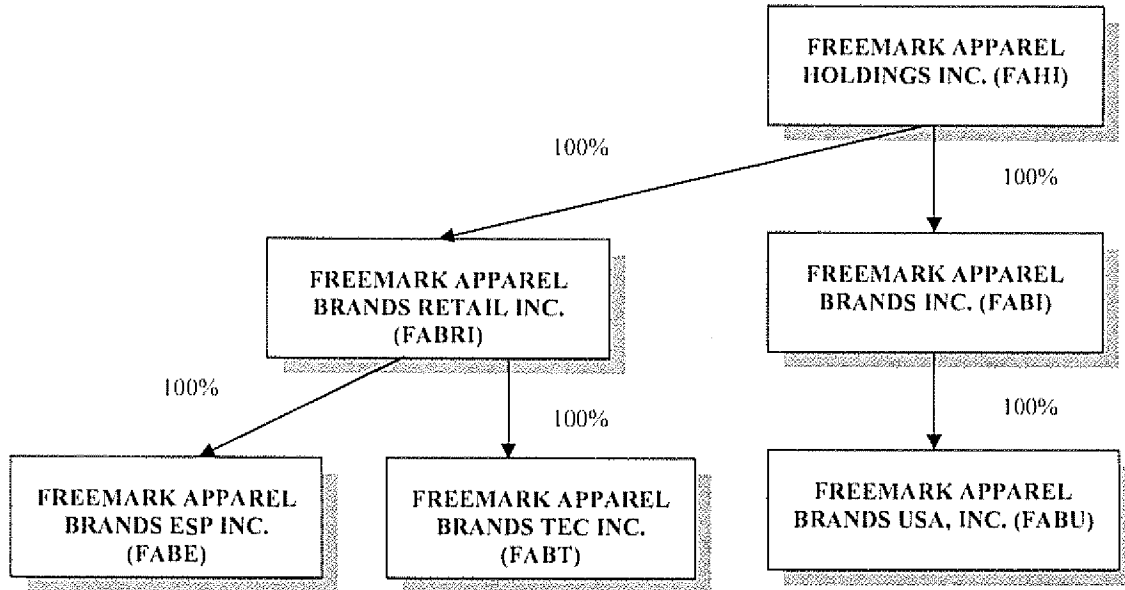 FREEMARK APPAREL
HOLDINGS INC. (FAHI)
100%
100%
FREEMARK APPAREL
BRANDS RETAIL INC.
(FABRI)
FREEMARK APPAREL
BRANDS INC. (FABI)
100%
100%
100%
FREEMARK APPAREL
BRANDS ESP INC.
(FABE)
FREEMARK APPAREL
BRANDS TEC INC.
(FABT)
FREEMARK APPAREL
BRANDS USA, INC. (FABU)